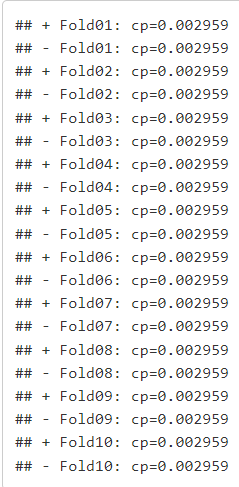 ## + Fold01: cp=0.002959
## - Fold01: cp=0.002959
## + Fold02: cp=0.002959
## - Fold02: cp=0.002959
## + Fold03: cp=0.002959
## - Fold03: cp=0.002959
## + Fold04: cp=0.002959
## - Fold04: cp=0.002959
## + Fold05: cp=0.002959
## - Fold05: cp=0.002959
## + Fold06: cp=0.002959
## - Fold06: cp=0.002959
## + Fold07: cp=0.002959
## - Fold07: cp=0.002959
## + Fold08: cp=0.002959
## - Fold08: cp=0.002959
## + Fold09: cp=0.002959
## - Fold09: cp=0.002959
## + Fold10: cp=0.002959
## - Fold10: cp=0.002959